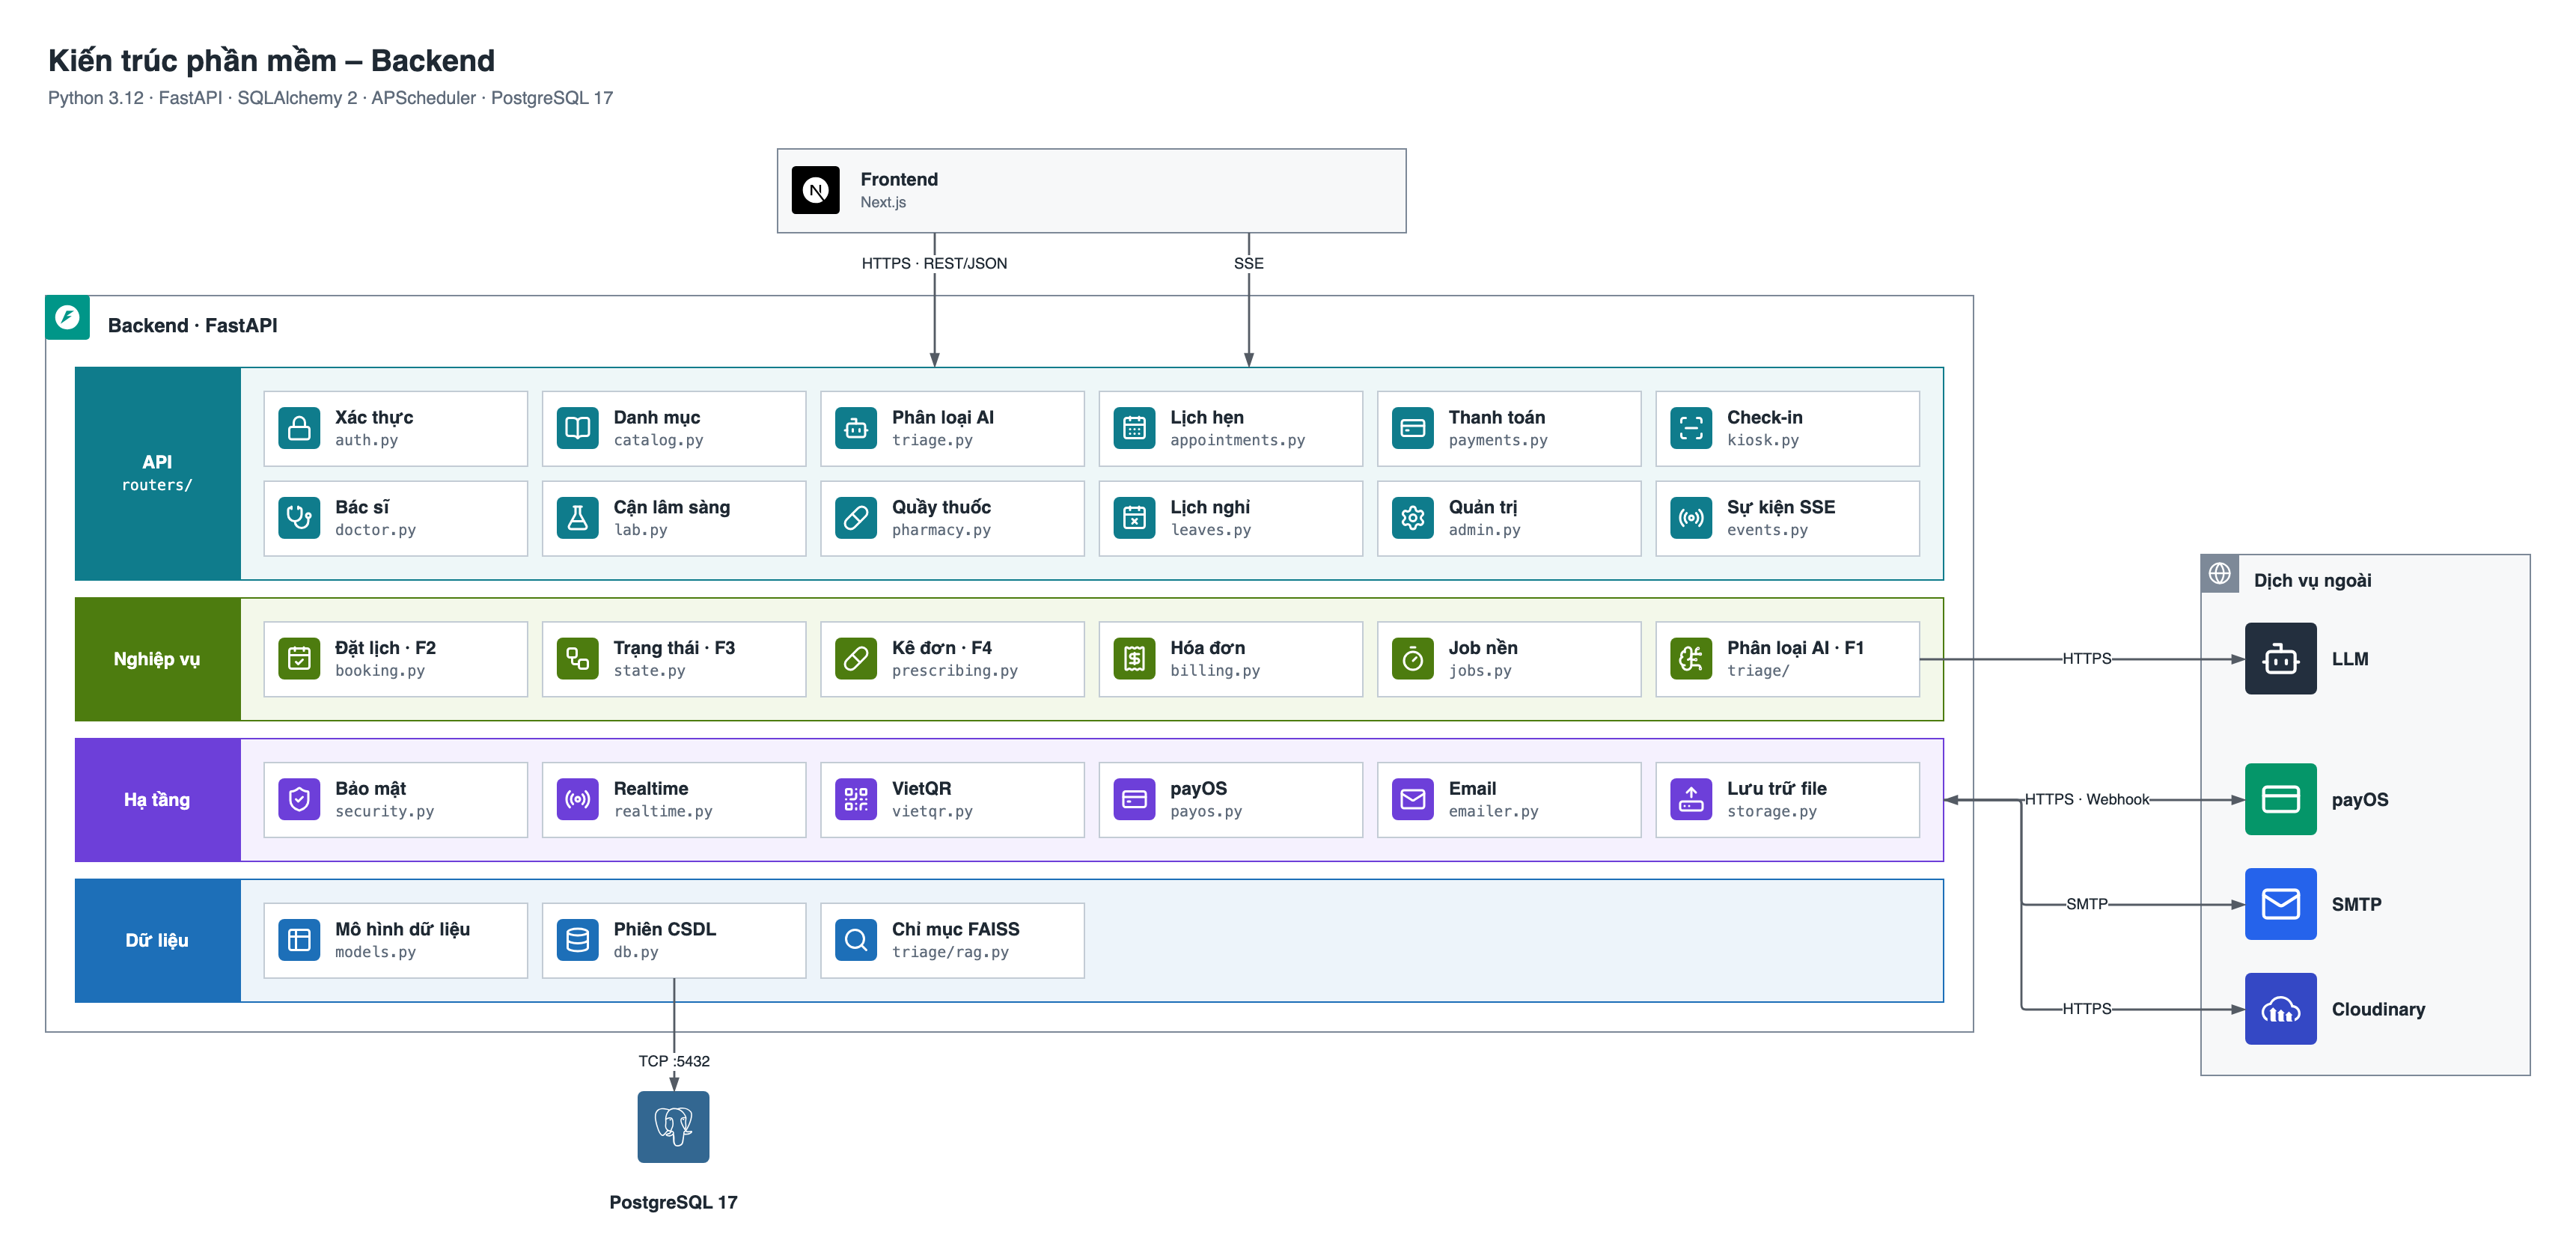 Kiến trúc phần mềm – Backend
Python 3.12 · FastAPI · SQLAlchemy 2 · APScheduler · PostgreSQL 17
Frontend
Next.js
HTTPS · REST/JSON
SSE
Backend · FastAPI
API
routers/
Xác thực
auth.py
Danh mục
catalog.py
Phân loại AI
triage.py
Lịch hẹn
appointments.py
Thanh toán
payments.py
Check-in
kiosk.py
Bác sĩ
doctor.py
Cận lâm sàng
lab.py
Quầy thuốc
pharmacy.py
Lịch nghỉ
leaves.py
Quản trị
admin.py
Sự kiện SSE
events.py
Nghiệp vụ
Đặt lịch · F2
booking.py
Trạng thái · F3
state.py
Kê đơn · F4
prescribing.py
Hóa đơn
billing.py
Job nền
jobs.py
Phân loại AI · F1
triage/
Hạ tầng
Bảo mật
security.py
Realtime
realtime.py
VietQR
vietqr.py
payOS
payos.py
Email
emailer.py
Lưu trữ file
storage.py
Dữ liệu
Mô hình dữ liệu
models.py
Phiên CSDL
db.py
Chỉ mục FAISS
triage/rag.py
TCP :5432
PostgreSQL 17
Dịch vụ ngoài
HTTPS
LLM
HTTPS · Webhook
payOS
SMTP
SMTP
HTTPS
Cloudinary